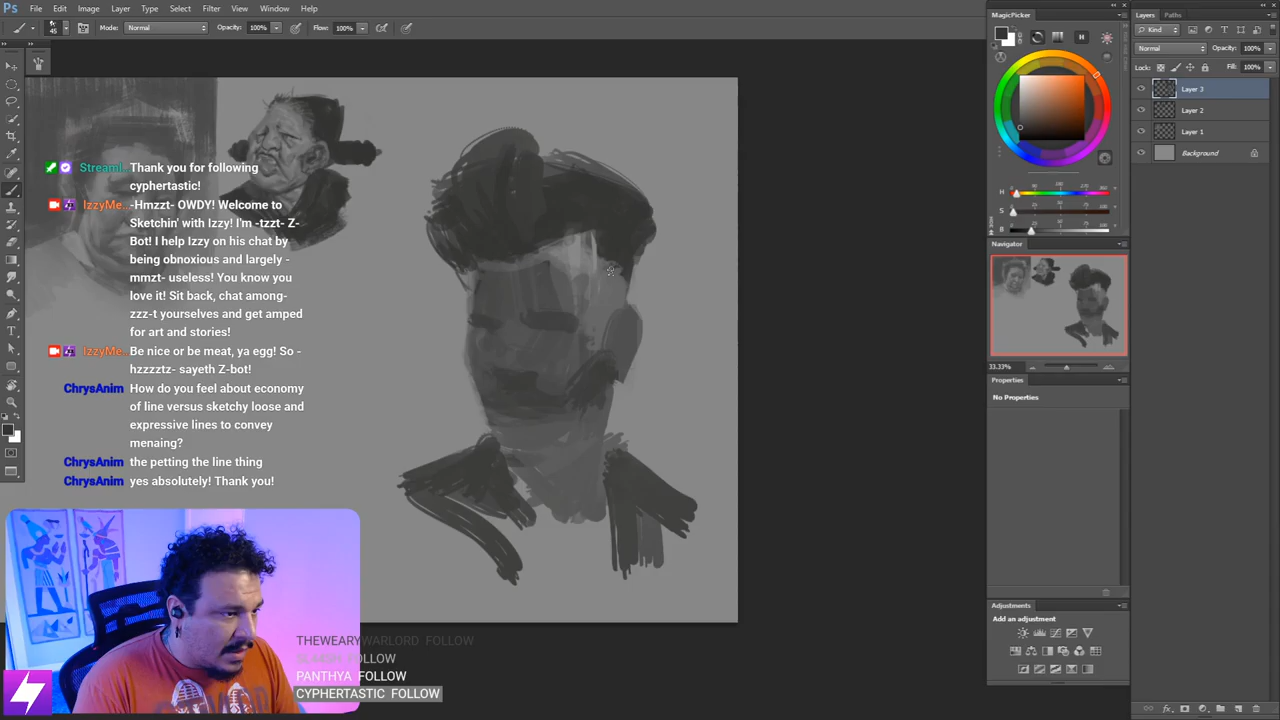 Ps File Edit Image Layer Type Select Filter 3D View Window Help
45 Mode: Normal Opacity: 100% Flow: 100%
MagicPicker
H
H
S
B
Navigator
33.33%
Properties
No Properties
Adjustments
Add an adjustment
Layers Paths
Kind
Normal Opacity: 100%
Lock: Fill: 100%
Layer 3
Layer 2
Layer 1
Background
Streaml. Thank you for following
cyphertastic!
IzzyMe.. -Hmzzt- OWDY! Welcome to
Sketchin' with Izzy! I'm -tzzt- Z-
Bot! I help Izzy on his chat by
being obnoxious and largely -
mmzt- useless! You know you
love it! Sit back, chat among-
zzz-t yourselves and get amped
for art and stories!
IzzyMe.. Be nice or be meat, ya egg! So -
hzzzztz- sayeth Z-bot!
ChrysAnim How do you feel about economy
of line versus sketchy loose and
expressive lines to convey
menaing?
ChrysAnim the petting the line thing
ChrysAnim yes absolutely! Thank you!
THEWEARYWARLORD FOLLOW
FOLLOW
PANTHYA FOLLOW
CYPHERTASTIC FOLLOW